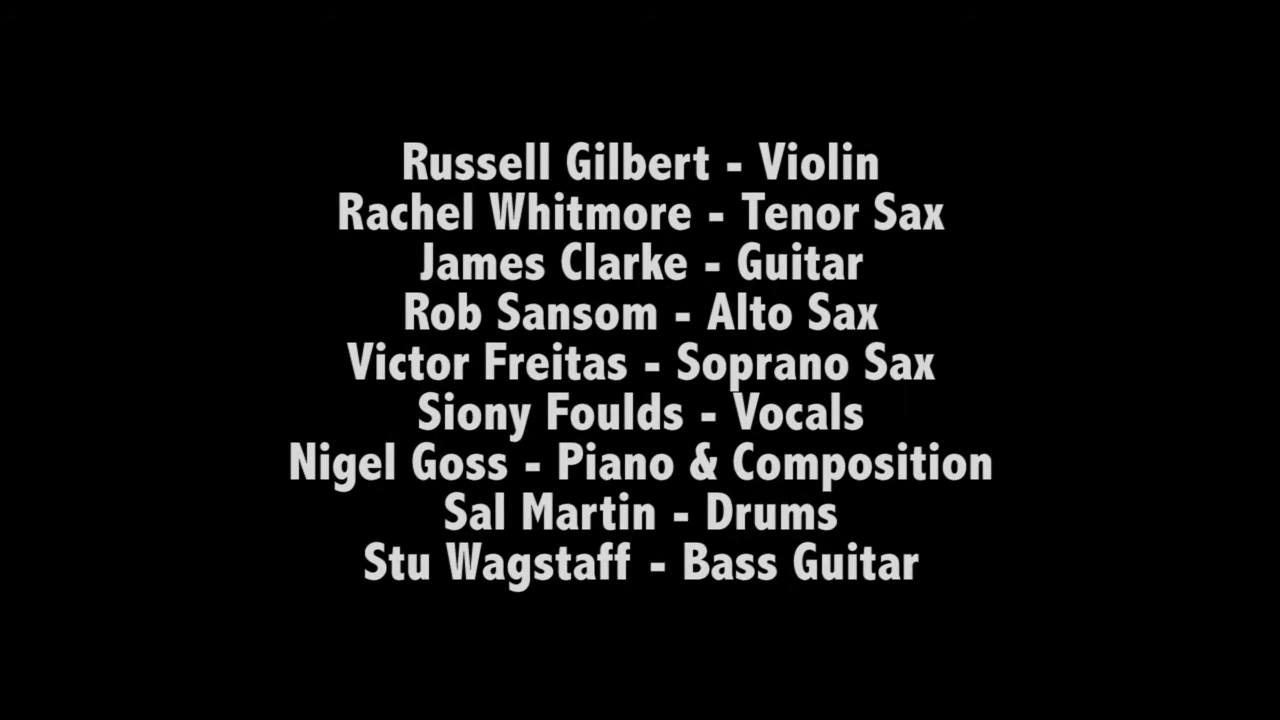 Russell Gilbert - Violin
Rachel Whitmore - Tenor Sax
James Clarke - Guitar
Rob Sansom - Alto Sax
Victor Freitas - Soprano Sax
Siony Foulds - Vocals
Nigel Goss - Piano & Composition
Sal Martin - Drums
Stu Wagstaff - Bass Guitar